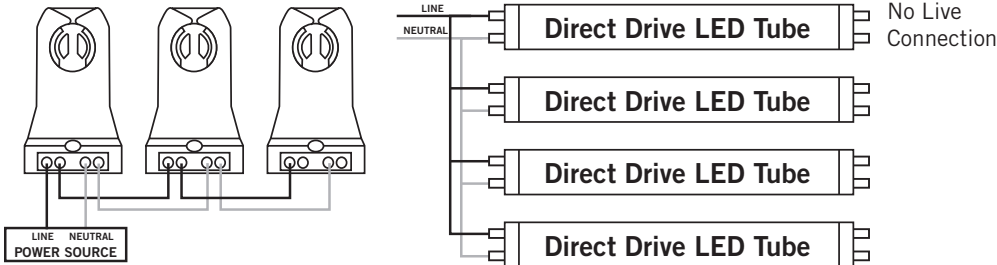 LINE
NEUTRAL
POWER SOURCE
LINE
NEUTRAL
Direct Drive LED Tube
No Live
Connection
Direct Drive LED Tube
Direct Drive LED Tube
Direct Drive LED Tube